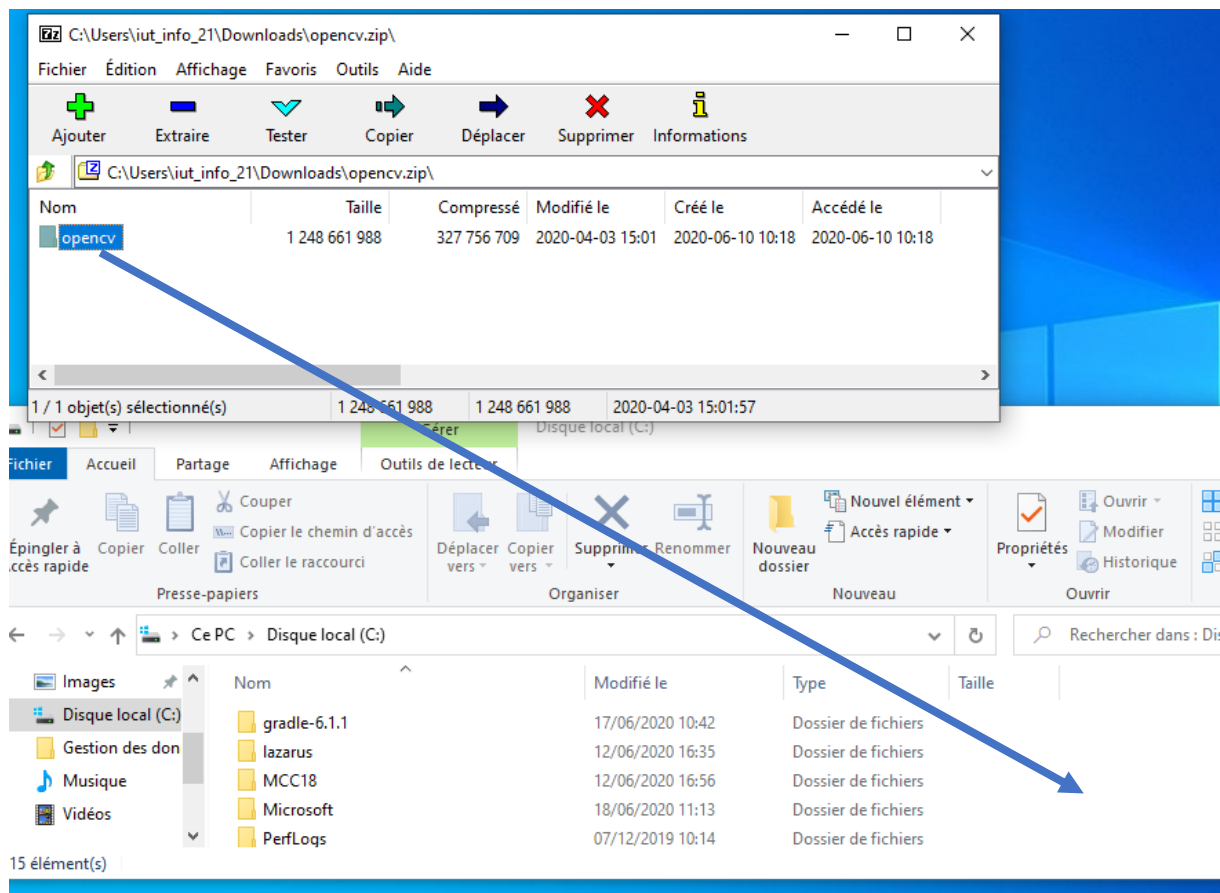 C:\Users\iut_info_21\Downloads\opencv.zip\
Fichier Édition Affichage Favoris Outils Aide
Ajouter Extraire Tester Copier Déplacer Supprimer Informations
C:\Users\iut_info_21\Downloads\opencv.zip\
Nom Taille Compressé Modifié le Créé le Accédé le
opencv 1 248 661 988 327 756 709 2020-04-03 15:01 2020-06-10 10:18 2020-06-10 10:18
1 / 1 objet(s) sélectionné(s) 1 248 661 988 1 248 661 988 2020-04-03 15:01:57
Gérer Disque local (C:)
Fichier Accueil Partage Affichage Outils de lecteur
Couper Nouvel élément Ouvrir
Copier le chemin d'accès Accès rapide Modifier
Épingler à Copier Coller Déplacer Copier Supprimer Renommer Nouveau Propriétés
accès rapide Coller le raccourci vers vers dossier Historique
Presse-papiers Organiser Nouveau Ouvrir
Ce PC > Disque local (C:) Rechercher dans : Dis
Images Nom Modifié le Type Taille
Disque local (C:) gradle-6.1.1 17/06/2020 10:42 Dossier de fichiers
Gestion des don lazarus 12/06/2020 16:35 Dossier de fichiers
Musique MCC18 12/06/2020 16:56 Dossier de fichiers
Vidéos Microsoft 18/06/2020 11:13 Dossier de fichiers
PerfLogs 07/12/2019 10:14 Dossier de fichiers
15 élément(s)